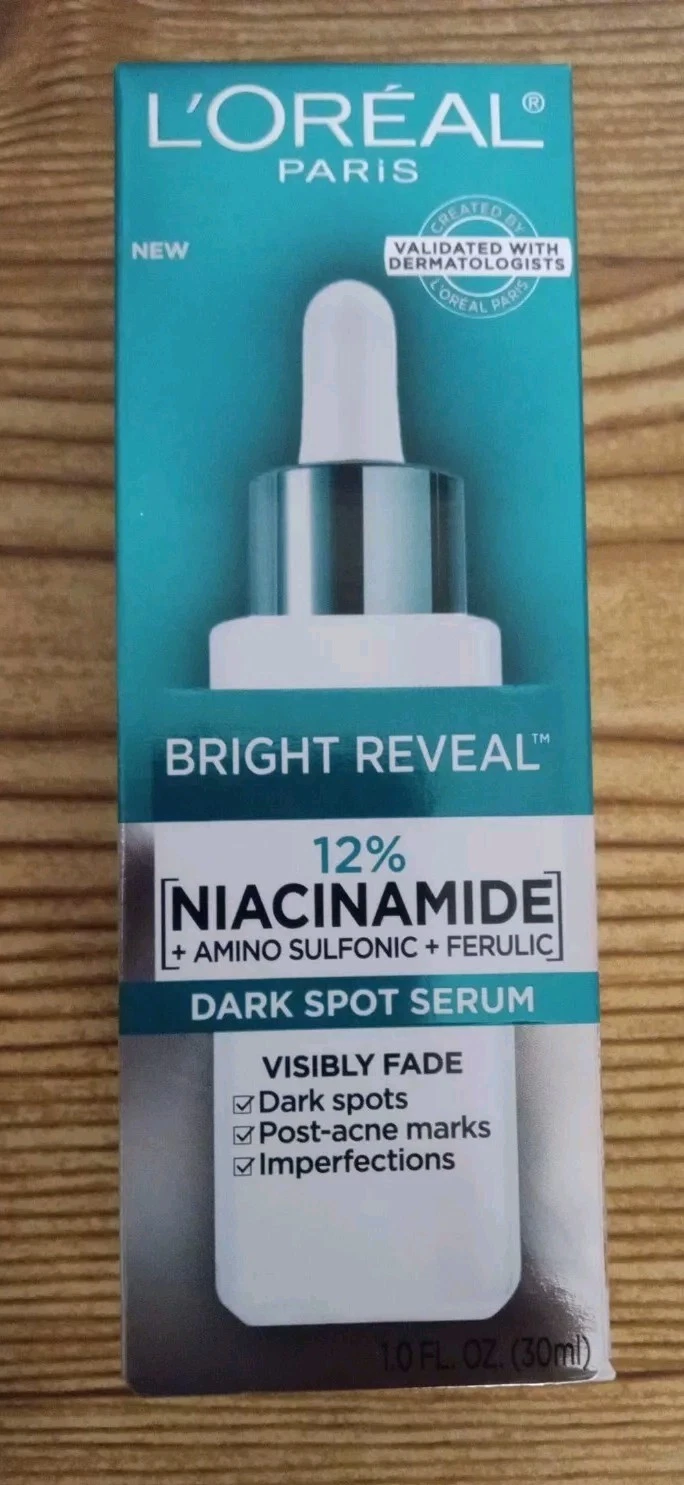 L'ORÉAL®
PARiS
NEW
CREATED BY
VALIDATED WITH
DERMATOLOGISTS
L'ORÉAL PARIS
BRIGHT REVEAL™
12%
[NIACINAMIDE
+ AMINO SULFONIC + FERULIC]
DARK SPOT SERUM
VISIBLY FADE
☑ Dark spots
☑ Post-acne marks
☑ Imperfections
1.0 FL. OZ. (30ml)